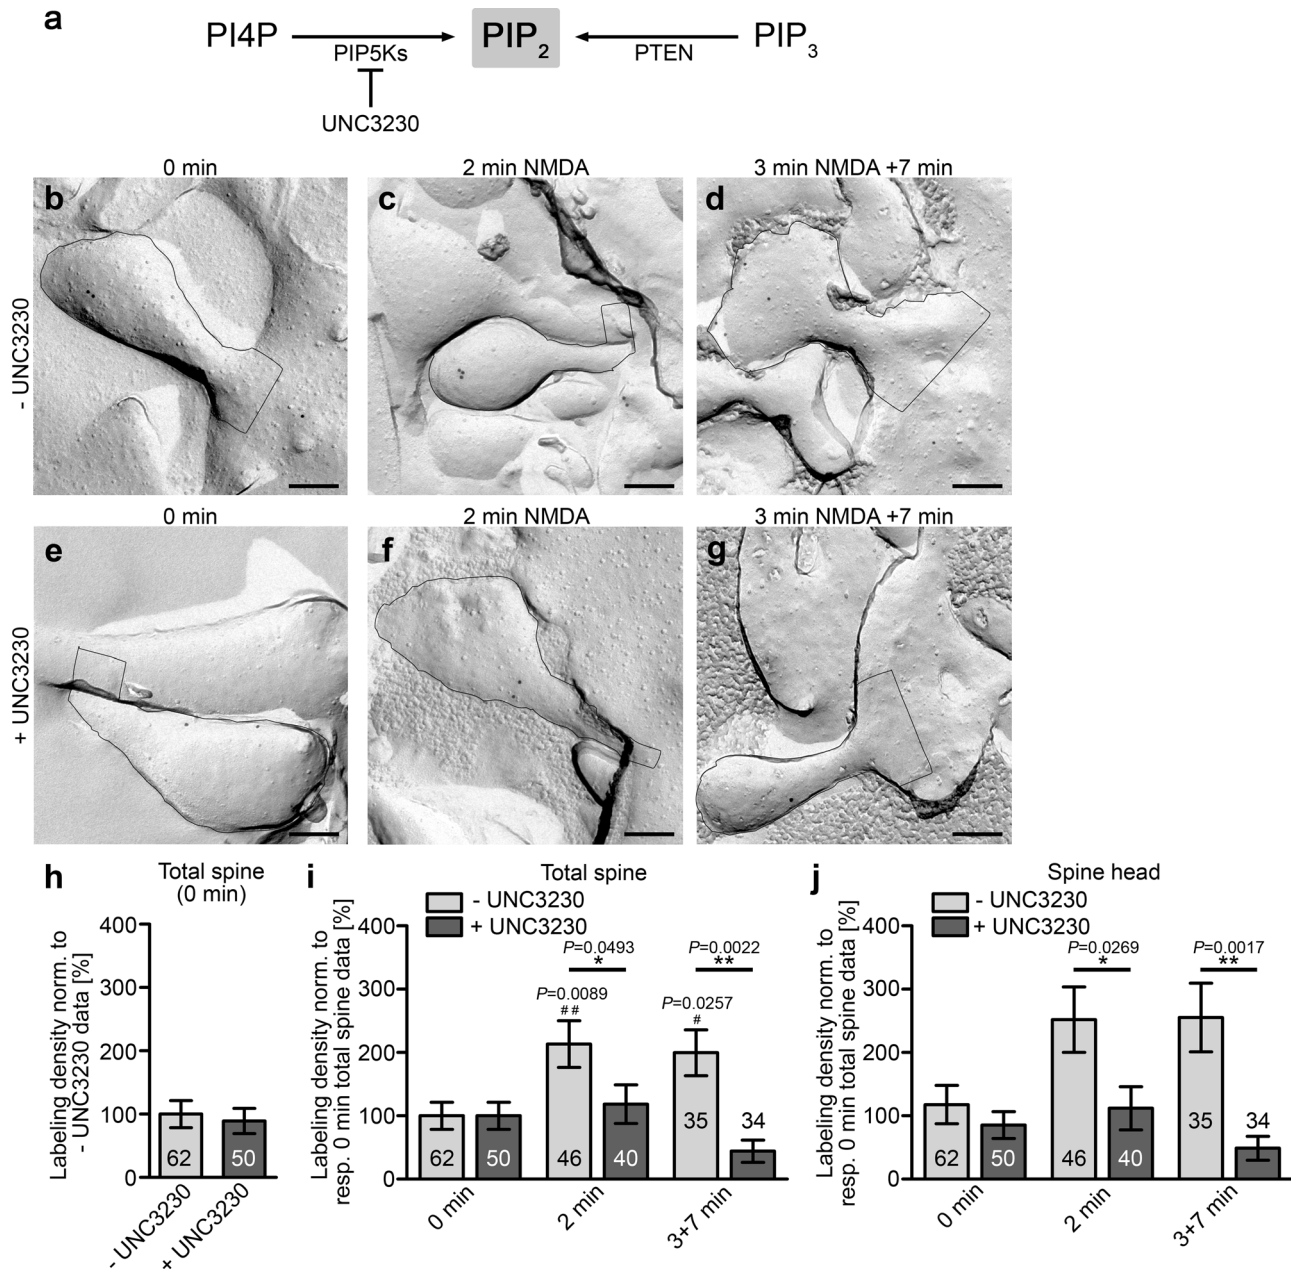 a
PI4P
PIP5Ks
UNC3230
PIP2
PTEN
PIP3
0 min
2 min NMDA
3 min NMDA +7 min
- UNC3230
b
c
d
0 min
2 min NMDA
3 min NMDA +7 min
+ UNC3230
e
f
g
h
Total spine
(0 min)
Labeling density norm. to
- UNC3230 data [%]
400
300
200
100
0
62
50
- UNC3230
+ UNC3230
i
Total spine
- UNC3230
+ UNC3230
Labeling density norm. to
resp. 0 min total spine data [%]
400
300
200
100
0
P=0.0493
*
P=0.0022
**
P=0.0089
##
P=0.0257
#
62
50
46
40
35
34
0 min
2 min
3+7 min
j
Spine head
- UNC3230
+ UNC3230
Labeling density norm. to
resp. 0 min total spine data [%]
400
300
200
100
0
P=0.0269
*
P=0.0017
**
62
50
46
40
35
34
0 min
2 min
3+7 min